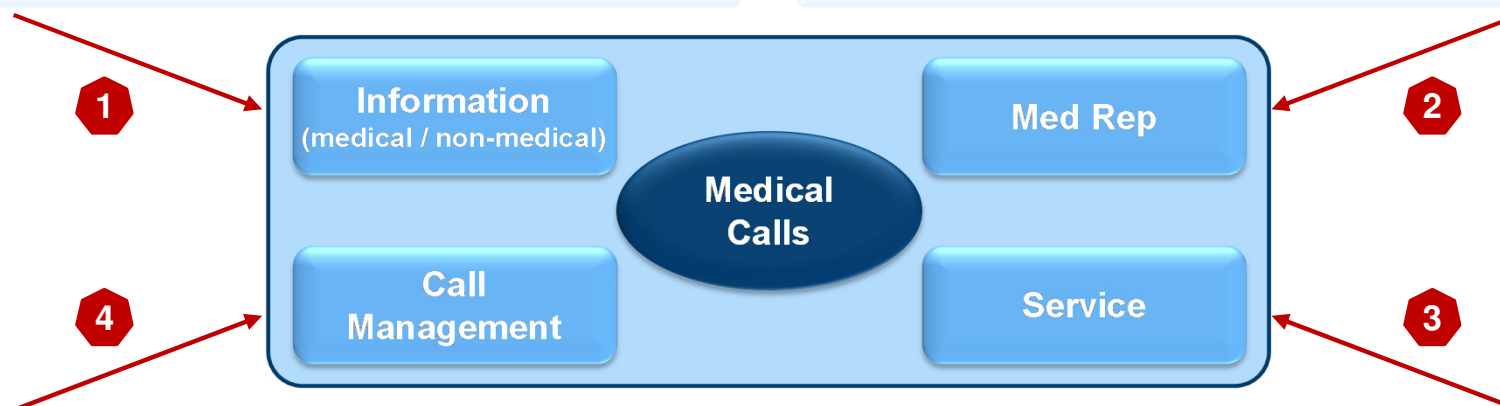 1
Information
(medical / non-medical)
Med Rep
2
Medical
Calls
4
Call
Management
Service
3